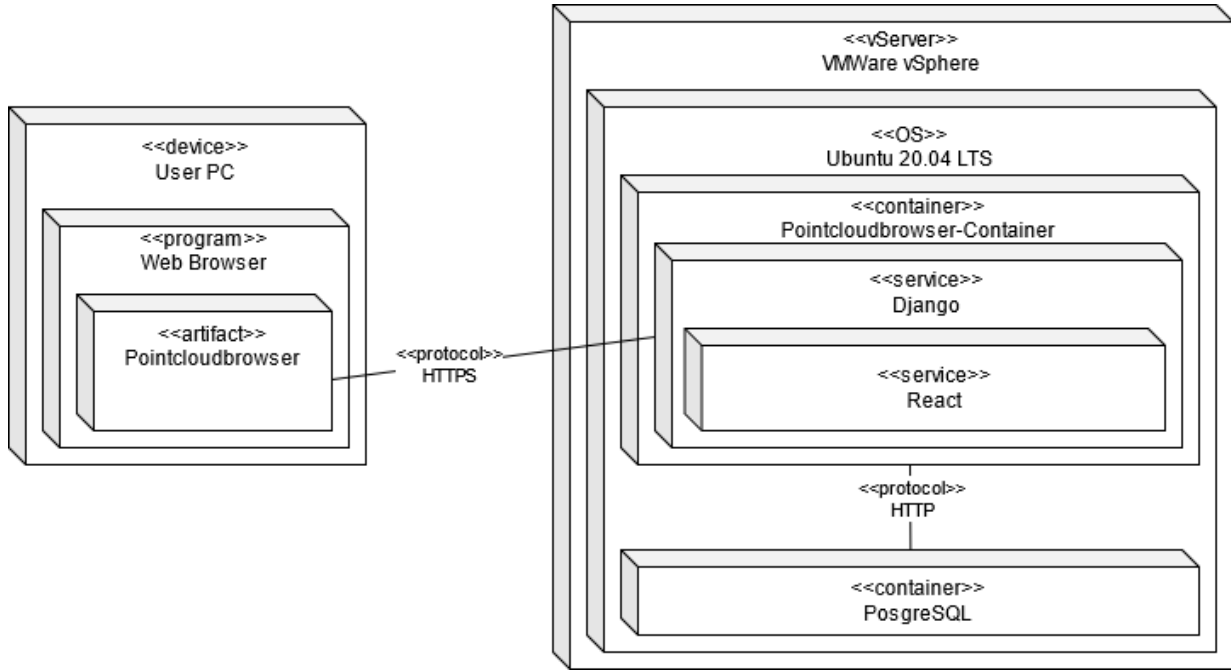 <<device>>
User PC
<<program>>
Web Browser
<<artifact>>
Pointcloudbrowser
<<protocol>>
HTTPS
<<vServer>>
VMWare vSphere
<<OS>>
Ubuntu 20.04 LTS
<<container>>
Pointcloudbrowser-Container
<<service>>
Django
<<service>>
React
<<protocol>>
HTTP
<<container>>
PosgreSQL